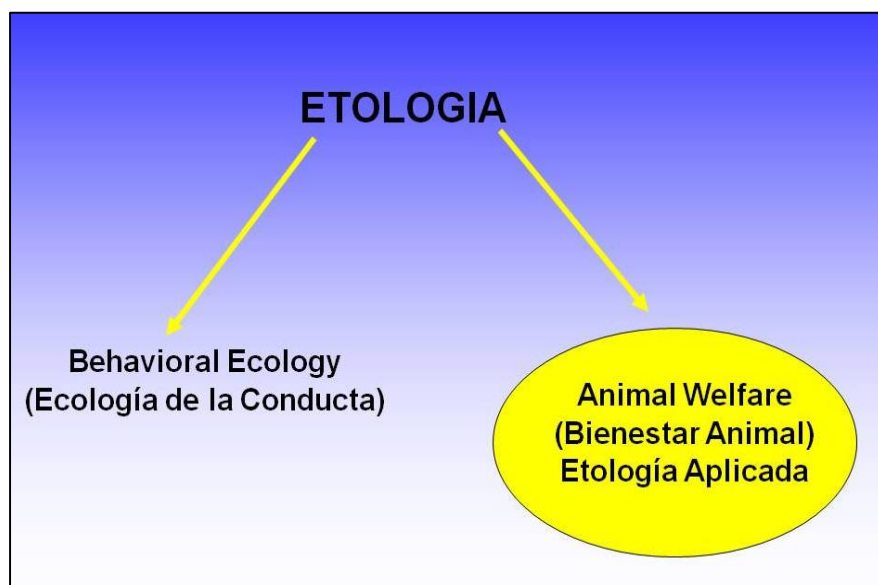 ETOLOGIA
Behavioral Ecology
(Ecología de la Conducta)
Animal Welfare
(Bienestar Animal)
Etología Aplicada